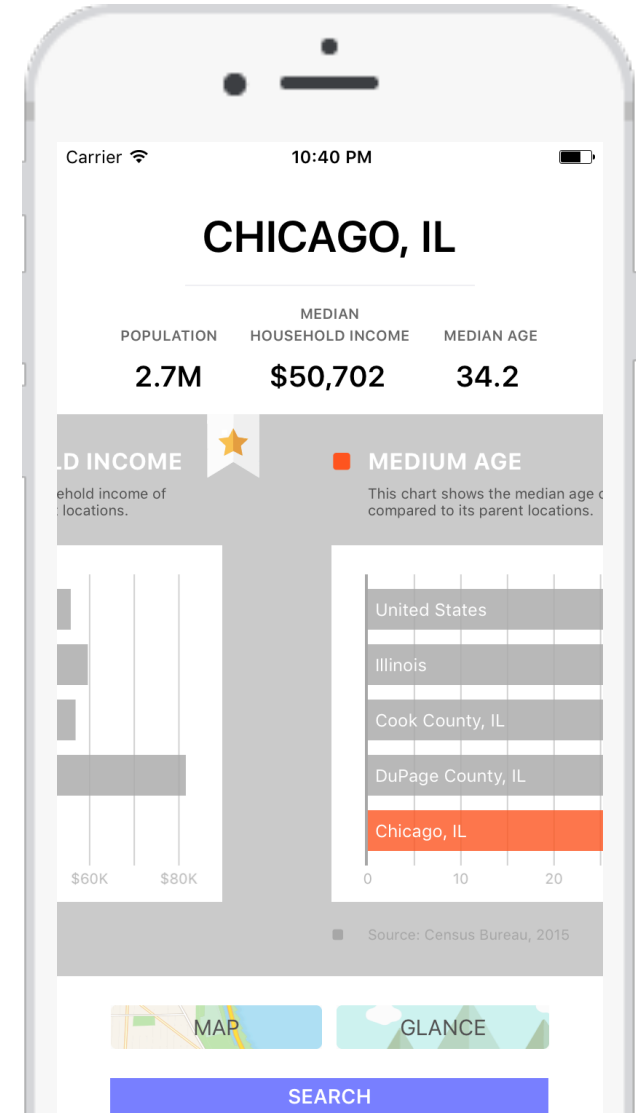 Carrier
10:40 PM
CHICAGO, IL
POPULATION
2.7M
MEDIAN
HOUSEHOLD INCOME
$50,702
MEDIAN AGE
34.2
LD INCOME
ehold income of
locations.
$60K $80K
MEDIUM AGE
This chart shows the median age
compared to its parent locations.
United States
Illinois
Cook County, IL
DuPage County, IL
Chicago, IL
0 10 20
Source: Census Bureau, 2015
MAP
GLANCE
SEARCH